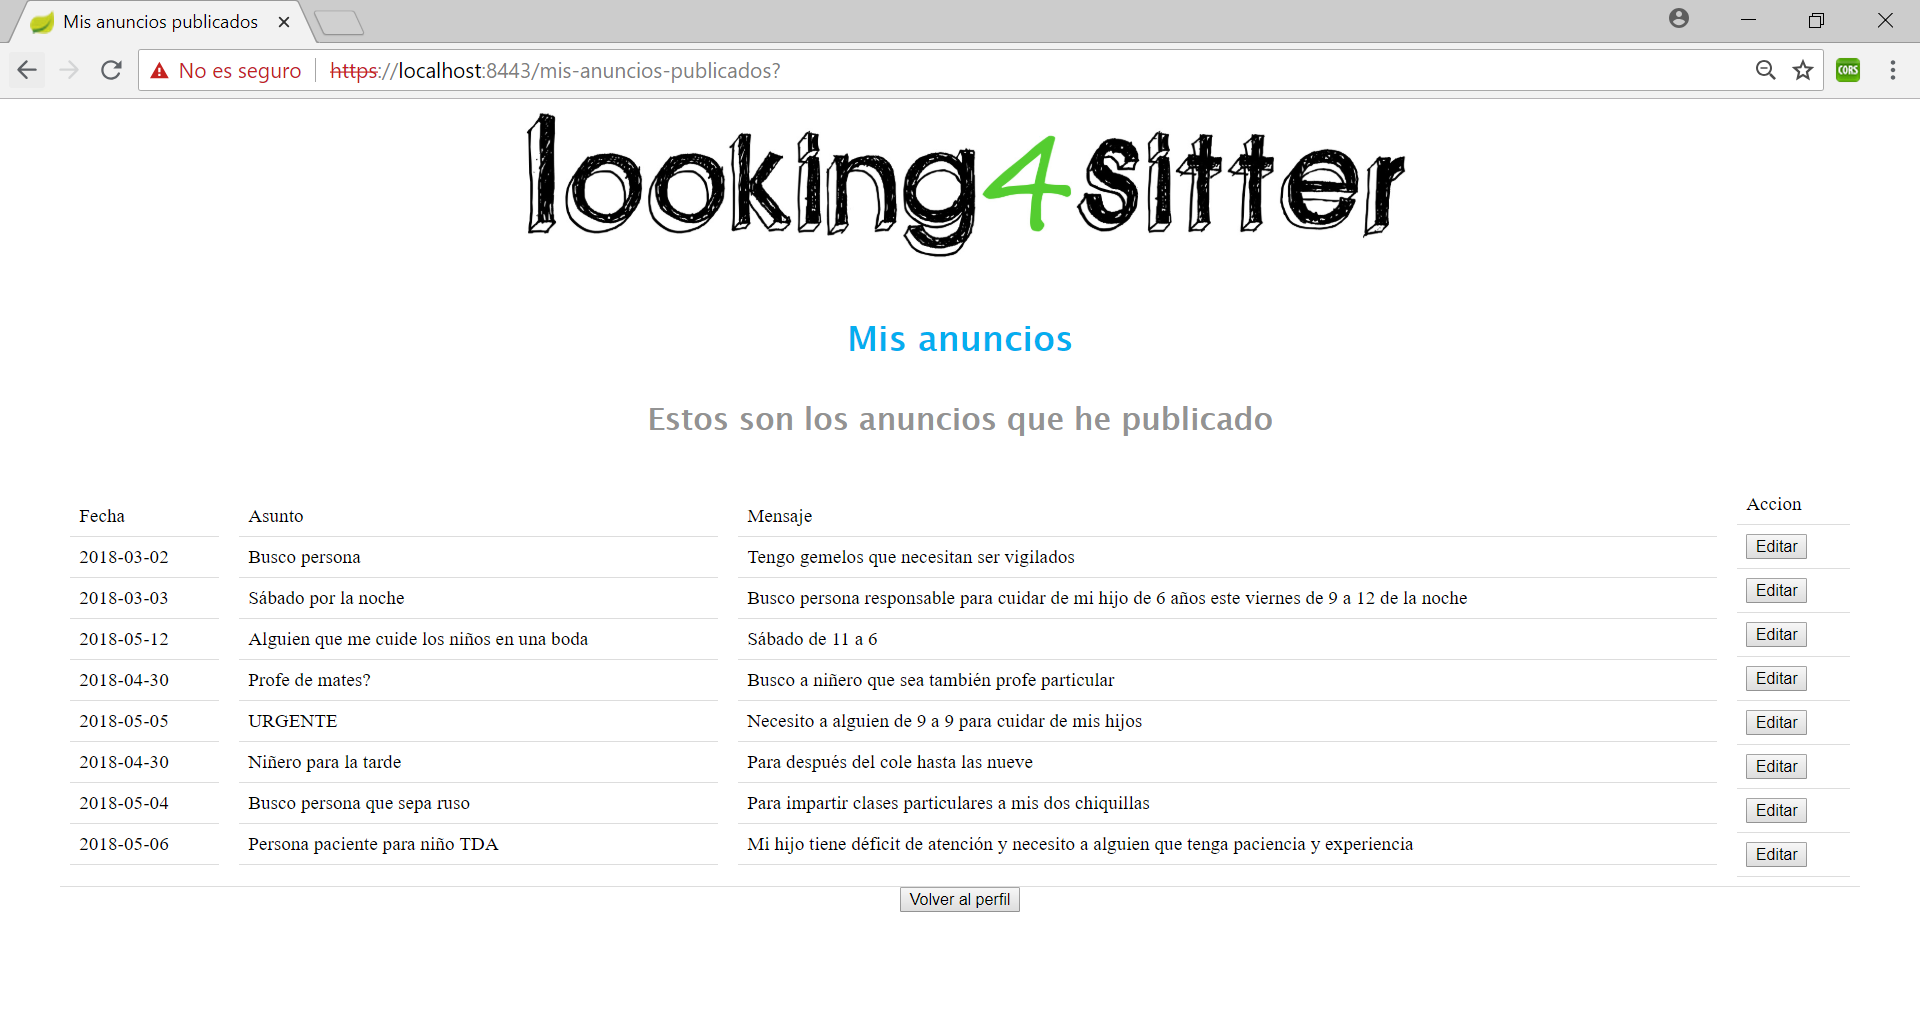 Mis anuncios publicados
No es seguro https://localhost:8443/mis-anuncios-publicados?
CORS
looking4sitter
Mis anuncios
Estos son los anuncios que he publicado
Fecha Asunto Mensaje Accion
2018-03-02 Busco persona Tengo gemelos que necesitan ser vigilados Editar
2018-03-03 Sábado por la noche Busco persona responsable para cuidar de mi hijo de 6 años este viernes de 9 a 12 de la noche Editar
2018-05-12 Alguien que me cuide los niños en una boda Sábado de 11 a 6 Editar
2018-04-30 Profe de mates? Busco a niñero que sea también profe particular Editar
2018-05-05 URGENTE Necesito a alguien de 9 a 9 para cuidar de mis hijos Editar
2018-04-30 Niñero para la tarde Para después del cole hasta las nueve Editar
2018-05-04 Busco persona que sepa ruso Para impartir clases particulares a mis dos chiquillas Editar
2018-05-06 Persona paciente para niño TDA Mi hijo tiene déficit de atención y necesito a alguien que tenga paciencia y experiencia Editar
Volver al perfil